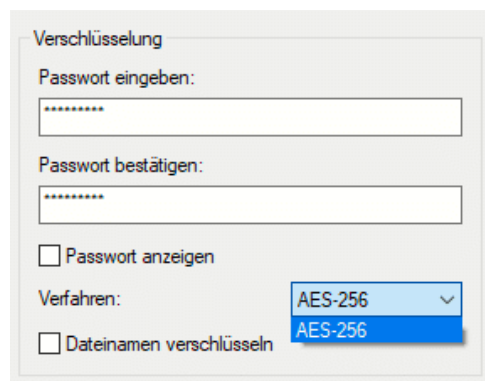 Verschlüsselung
Passwort eingeben:
*********
Passwort bestätigen:
*********
Passwort anzeigen
Verfahren: AES-256
AES-256
Dateinamen verschlüsseln